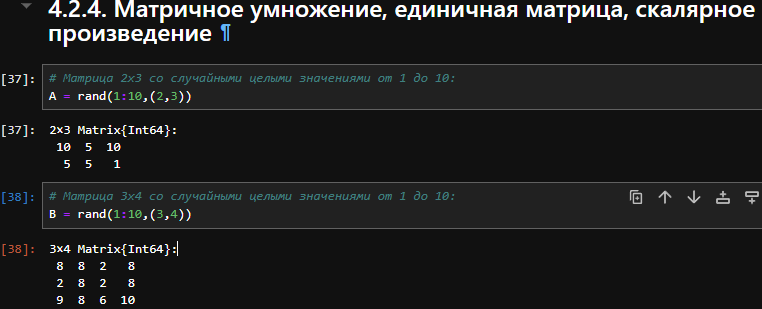 4.2.4. Матричное умножение, единичная матрица, скалярное
произведение ¶
[37]: # Матрица 2x3 со случайными целыми значениями от 1 до 10:
A = rand(1:10,(2,3))
[37]: 2×3 Matrix{Int64}:
10 5 10
5 5 1
[38]: # Матрица 3x4 со случайными целыми значениями от 1 до 10:
B = rand(1:10,(3,4))
[38]: 3×4 Matrix{Int64}:
8 8 2 8
2 8 2 8
9 8 6 10